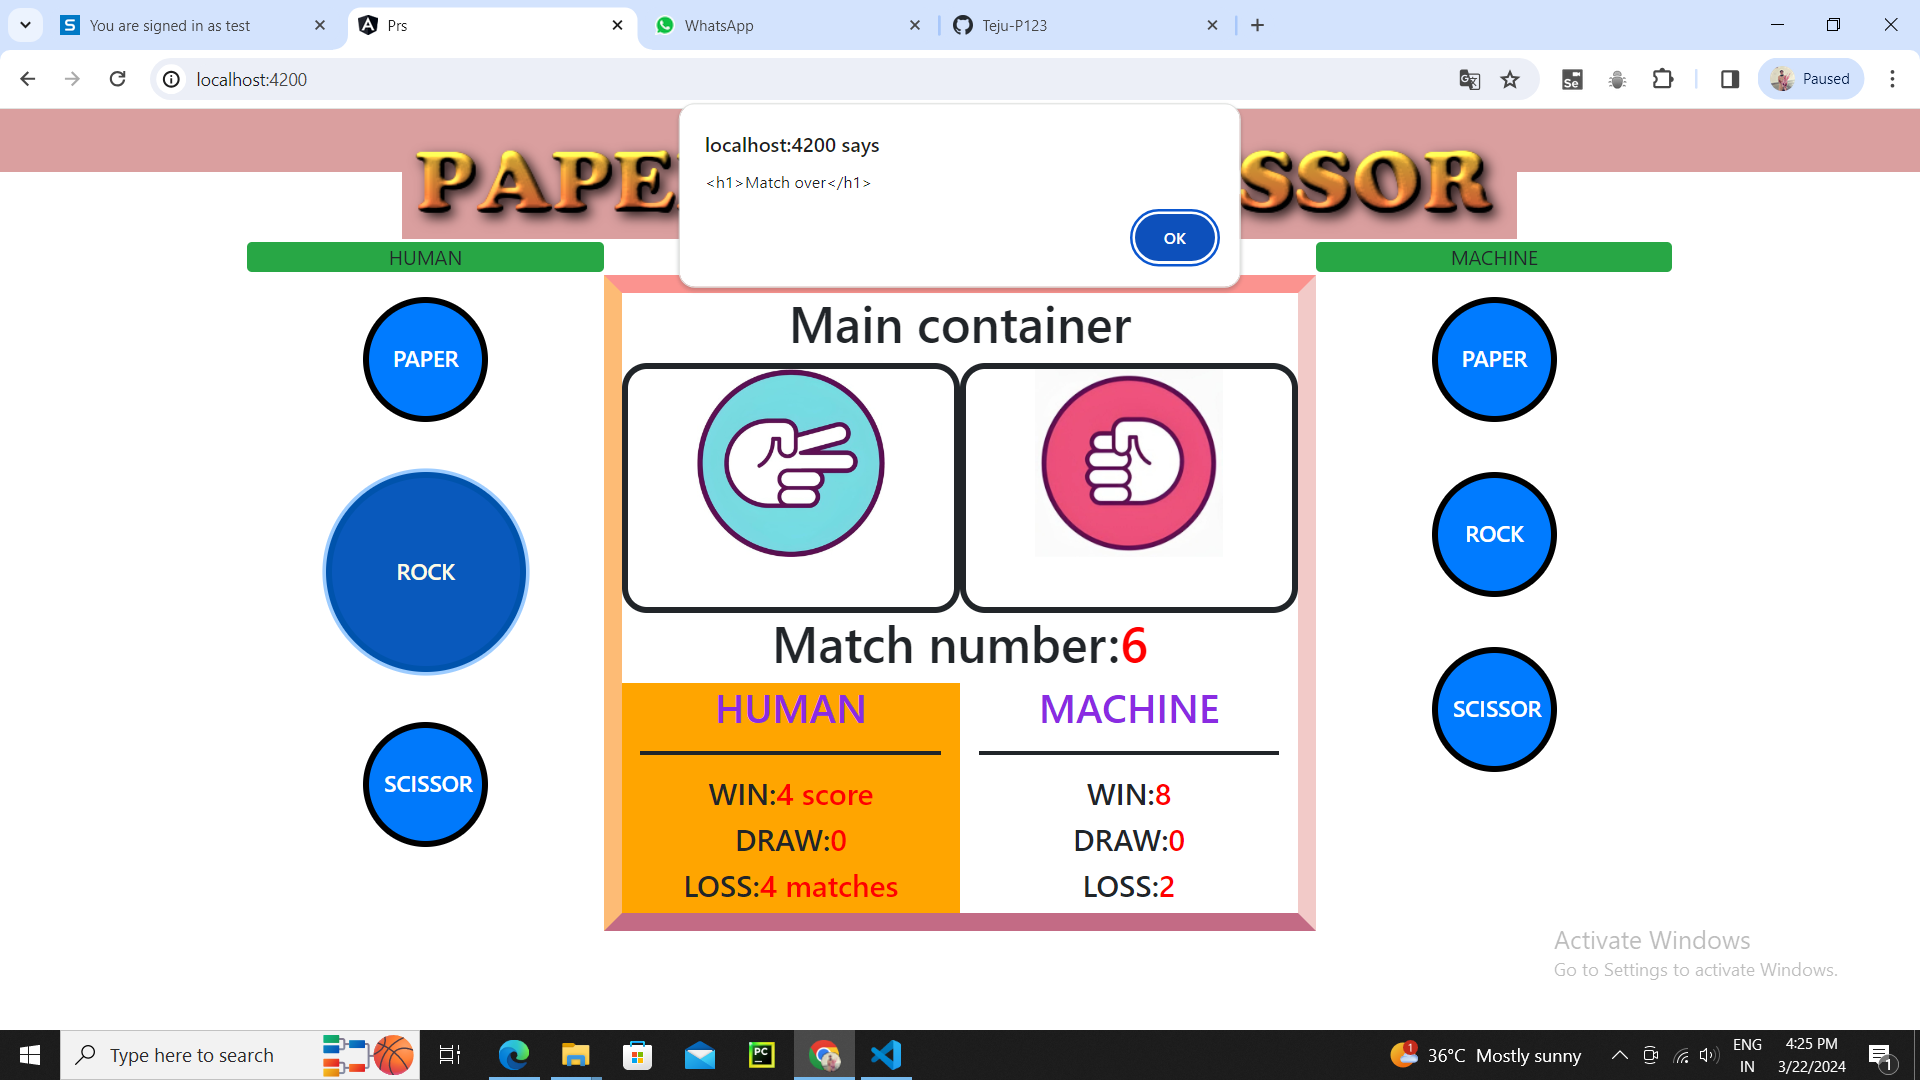 You are signed in as test
Prs
WhatsApp
Teju-P123
localhost:4200
Paused
localhost:4200 says
<h1>Match over</h1>
OK
PAPE
SSOR
HUMAN
MACHINE
Main container
PAPER
PAPER
ROCK
ROCK
SCISSOR
SCISSOR
Match number:6
HUMAN
MACHINE
WIN:4 score
WIN:8
DRAW:0
DRAW:0
LOSS:4 matches
LOSS:2
Activate Windows
Go to Settings to activate Windows.
Type here to search
PC
1
36°C Mostly sunny
ENG
IN
4:25 PM
3/22/2024
1